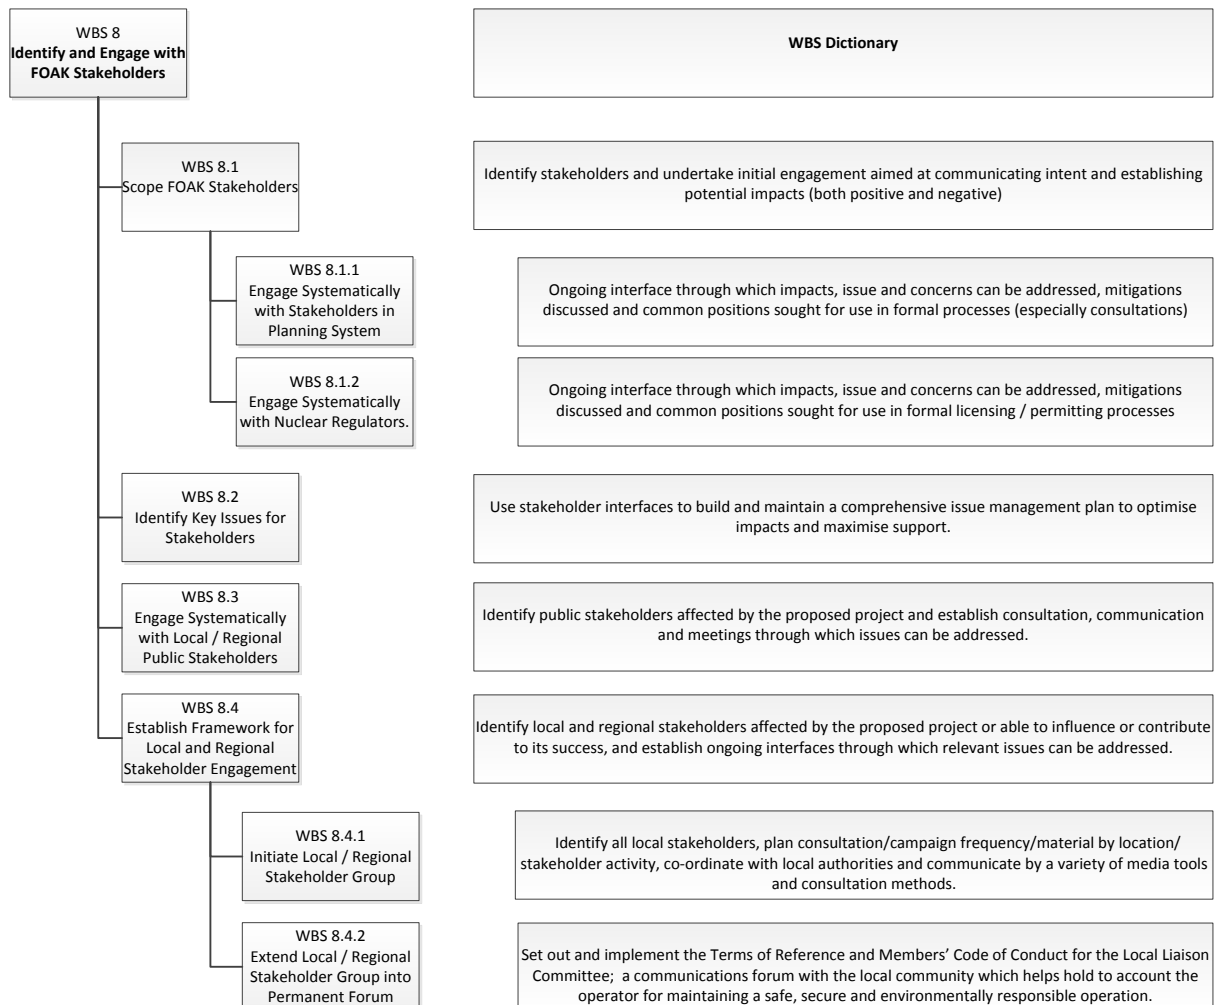 WBS 8
Identify and Engage with
FOAK Stakeholders
WBS Dictionary
WBS 8.1
Scope FOAK Stakeholders
Identify stakeholders and undertake initial engagement aimed at communicating intent and establishing
potential impacts (both positive and negative)
WBS 8.1.1
Engage Systematically
with Stakeholders in
Planning System
Ongoing interface through which impacts, issue and concerns can be addressed, mitigations
discussed and common positions sought for use in formal processes (especially consultations)
WBS 8.1.2
Engage Systematically
with Nuclear Regulators.
Ongoing interface through which impacts, issue and concerns can be addressed, mitigations
discussed and common positions sought for use in formal licensing / permitting processes
WBS 8.2
Identify Key Issues for
Stakeholders
Use stakeholder interfaces to build and maintain a comprehensive issue management plan to optimise
impacts and maximise support.
WBS 8.3
Engage Systematically
with Local / Regional
Public Stakeholders
Identify public stakeholders affected by the proposed project and establish consultation, communication
and meetings through which issues can be addressed.
WBS 8.4
Establish Framework for
Local and Regional
Stakeholder Engagement
Identify local and regional stakeholders affected by the proposed project or able to influence or contribute
to its success, and establish ongoing interfaces through which relevant issues can be addressed.
WBS 8.4.1
Initiate Local / Regional
Stakeholder Group
Identify all local stakeholders, plan consultation/campaign frequency/material by location/
stakeholder activity, co-ordinate with local authorities and communicate by a variety of media tools
and consultation methods.
WBS 8.4.2
Extend Local / Regional
Stakeholder Group into
Permanent Forum
Set out and implement the Terms of Reference and Members’ Code of Conduct for the Local Liaison
Committee; a communications forum with the local community which helps hold to account the
operator for maintaining a safe, secure and environmentally responsible operation.